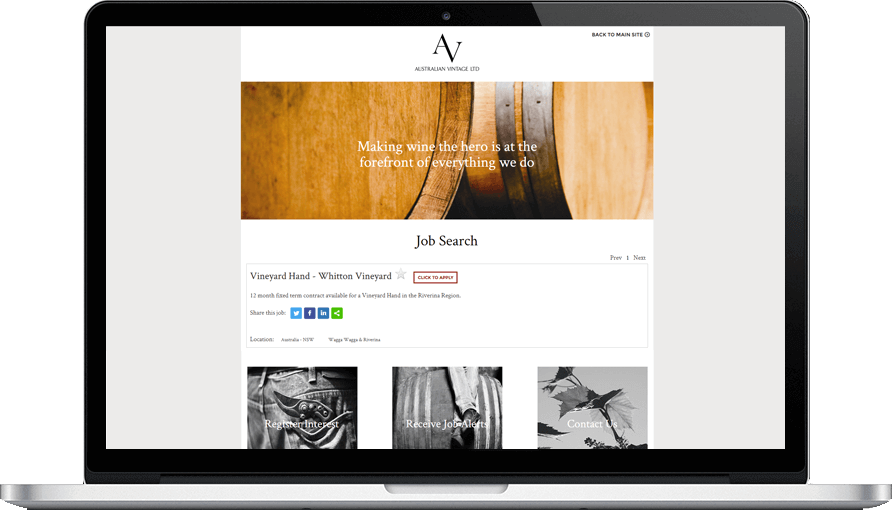 BACK TO MAIN SITE
AV
AUSTRALIAN VINTAGE LTD
Making wine the hero is at the
forefront of everything we do
Job Search
Prev 1 Next
Vineyard Hand - Whitton Vineyard CLICK TO APPLY
12 month fixed term contract available for a Vineyard Hand in the Riverina Region.
Share this job:
Location: Australia - NSW Wagga Wagga & Riverina
Register Interest Receive Job Alerts Contact Us